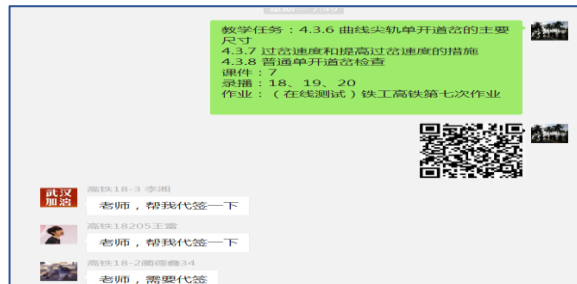 教学任务：4.3.6 曲线尖轨单开道岔的主要
尺寸
4.3.7 过岔速度和提高过岔速度的措施
4.3.8 普通单开道岔检查
课件：7
录播：18、19、20
作业：（在线测试）铁工高铁第七次作业
武汉
加油
高铁18-3 李湘
老师，帮我代签一下
高铁18205王雷
老师，帮我代签一下
高铁18-2
老师，需要代签